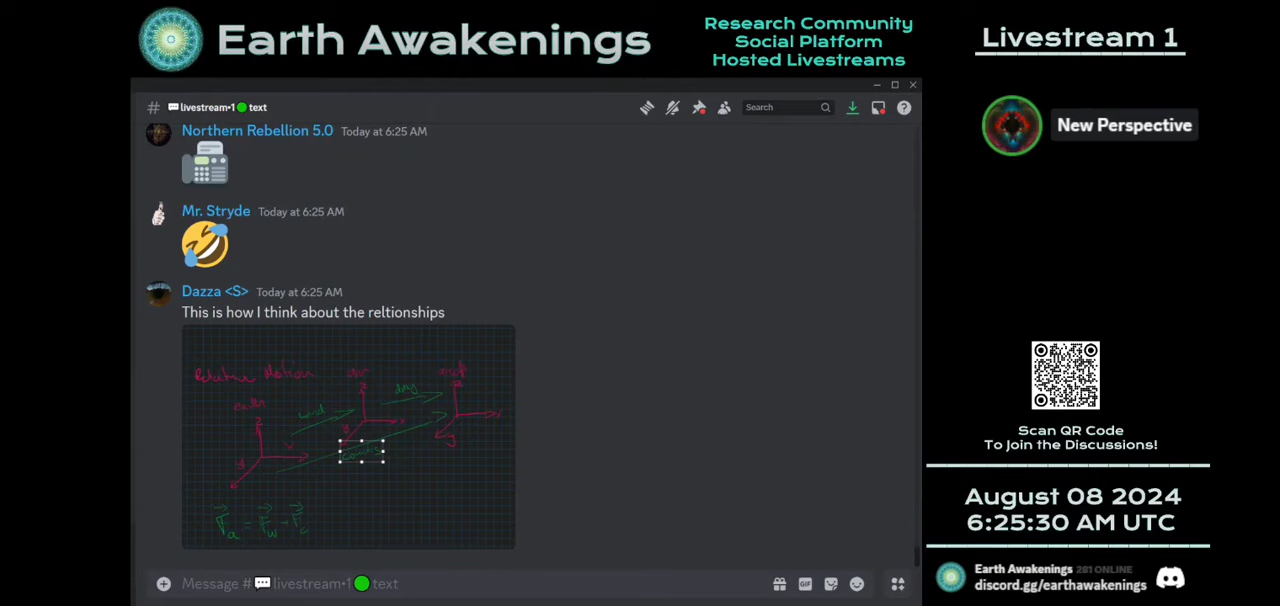 Earth Awakenings
Research Community
Social Platform
Hosted Livestreams
Livestream 1
New Perspective
# livestream•1 text
Search
Northern Rebellion 5.0 Today at 6:25 AM
Mr. Stryde Today at 6:25 AM
Dazza <S> Today at 6:25 AM
This is how I think about the reltionships
Relative Motion
z
x
y
z
x
y
x
y
Message # livestream•1 text
GIF
Scan QR Code
To Join the Discussions!
August 08 2024
6:25:30 AM UTC
Earth Awakenings 281 ONLINE
discord.gg/earthawakenings